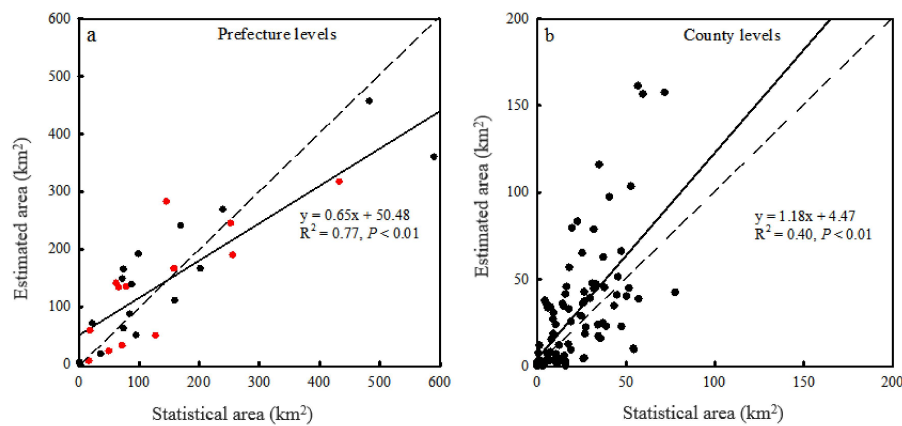 a
Prefecture levels
600
500
400
300
200
100
0
0 100 200 300 400 500 600
Estimated area (km²)
Statistical area (km²)
y = 0.65x + 50.48
R² = 0.77, P < 0.01
b
County levels
200
150
100
50
0
0 50 100 150 200
Estimated area (km²)
Statistical area (km²)
y = 1.18x + 4.47
R² = 0.40, P < 0.01